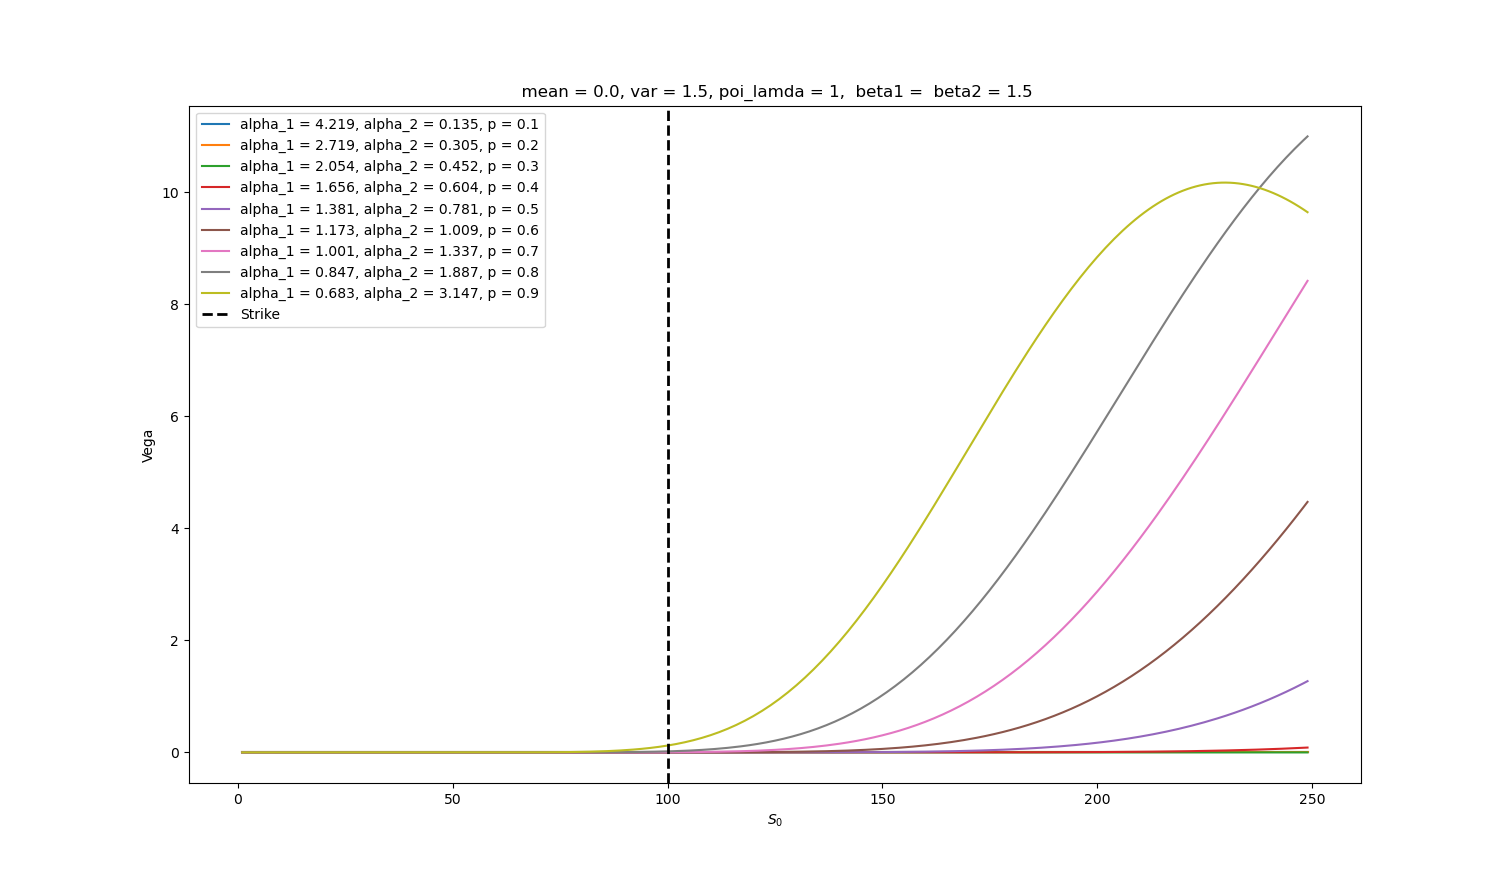 mean = 0.0, var = 1.5, poi_lamda = 1,  beta1 =  beta2 = 1.5
alpha_1 = 4.219, alpha_2 = 0.135, p = 0.1
alpha_1 = 2.719, alpha_2 = 0.305, p = 0.2
alpha_1 = 2.054, alpha_2 = 0.452, p = 0.3
alpha_1 = 1.656, alpha_2 = 0.604, p = 0.4
alpha_1 = 1.381, alpha_2 = 0.781, p = 0.5
alpha_1 = 1.173, alpha_2 = 1.009, p = 0.6
alpha_1 = 1.001, alpha_2 = 1.337, p = 0.7
alpha_1 = 0.847, alpha_2 = 1.887, p = 0.8
alpha_1 = 0.683, alpha_2 = 3.147, p = 0.9
Strike
10
8
6
4
2
0
Vega
0 50 100 150 200 250
S₀